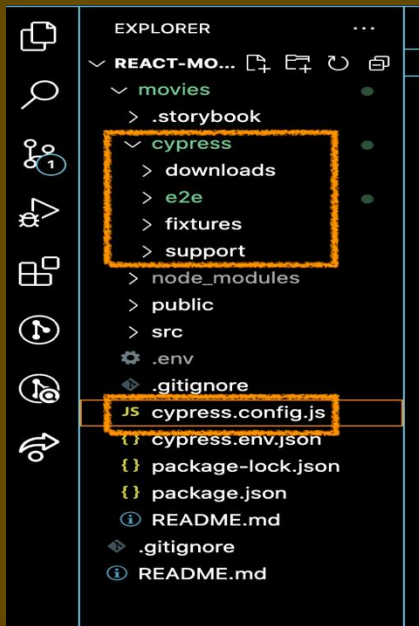 EXPLORER ...
REACT-MO...
movies
.storybook
cypress
downloads
e2e
fixtures
support
node_modules
public
src
.env
.gitignore
JS cypress.config.js
{} cypress.env.json
{} package-lock.json
{} package.json
README.md
.gitignore
README.md
1